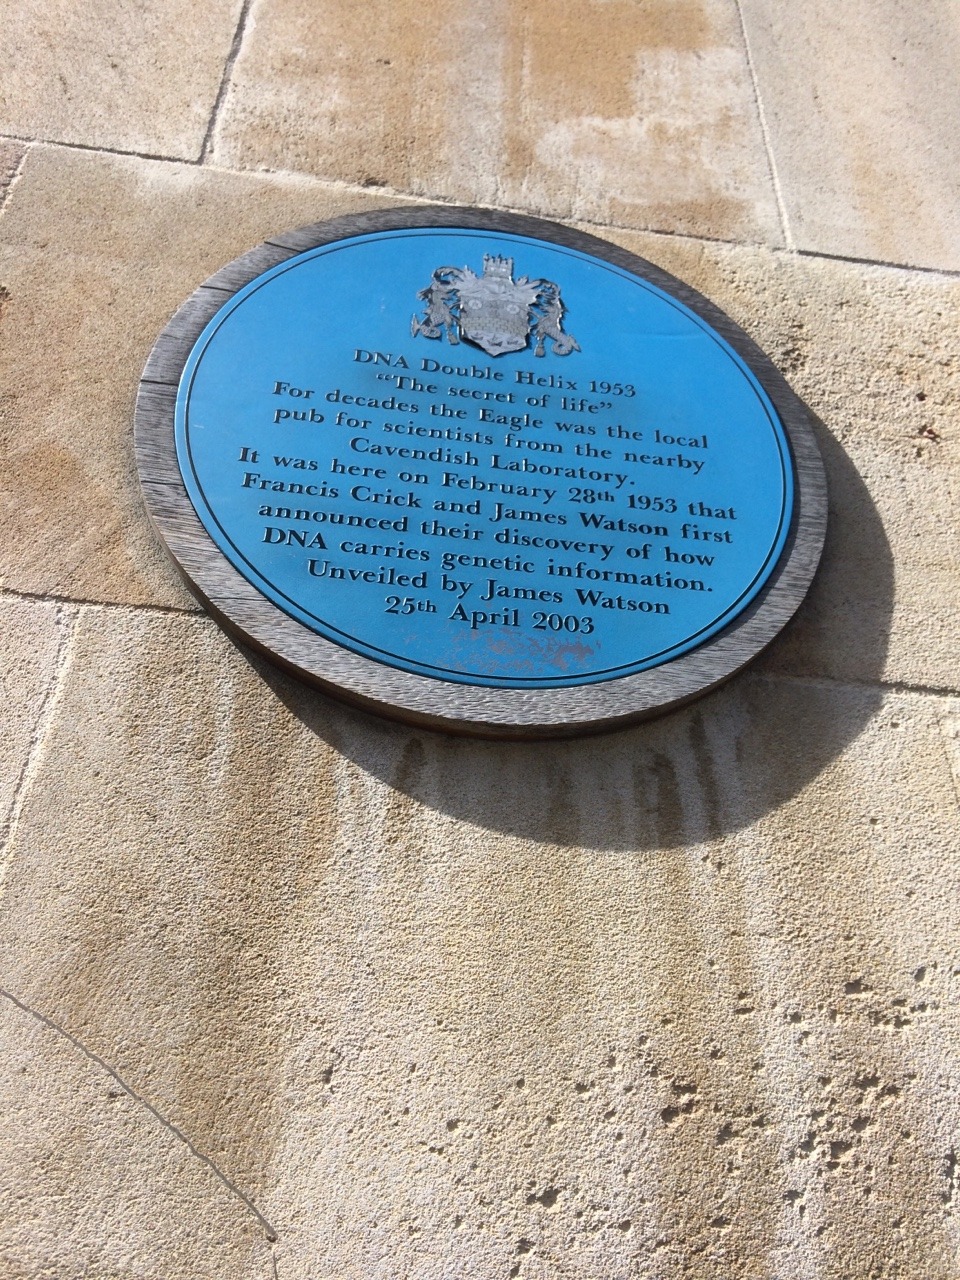 DNA Double Helix 1953
“The secret of life”
For decades the Eagle was the local
pub for scientists from the nearby
Cavendish Laboratory.
It was here on February 28th 1953 that
Francis Crick and James Watson first
announced their discovery of how
DNA carries genetic information.
Unveiled by James Watson
25th April 2003